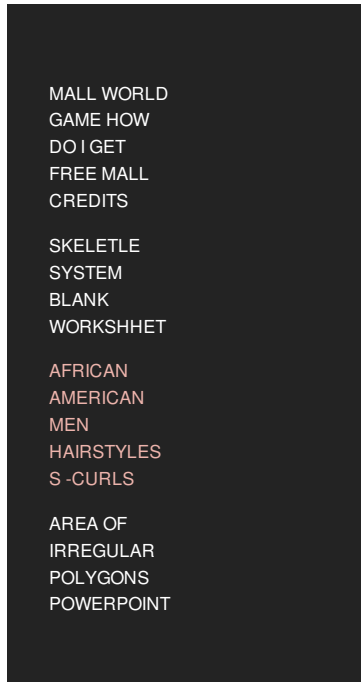 MALL WORLD
GAME HOW
DO I GET
FREE MALL
CREDITS
SKELETLE
SYSTEM
BLANK
WORKSHHET
AFRICAN
AMERICAN
MEN
HAIRSTYLES
S -CURLS
AREA OF
IRREGULAR
POLYGONS
POWERPOINT